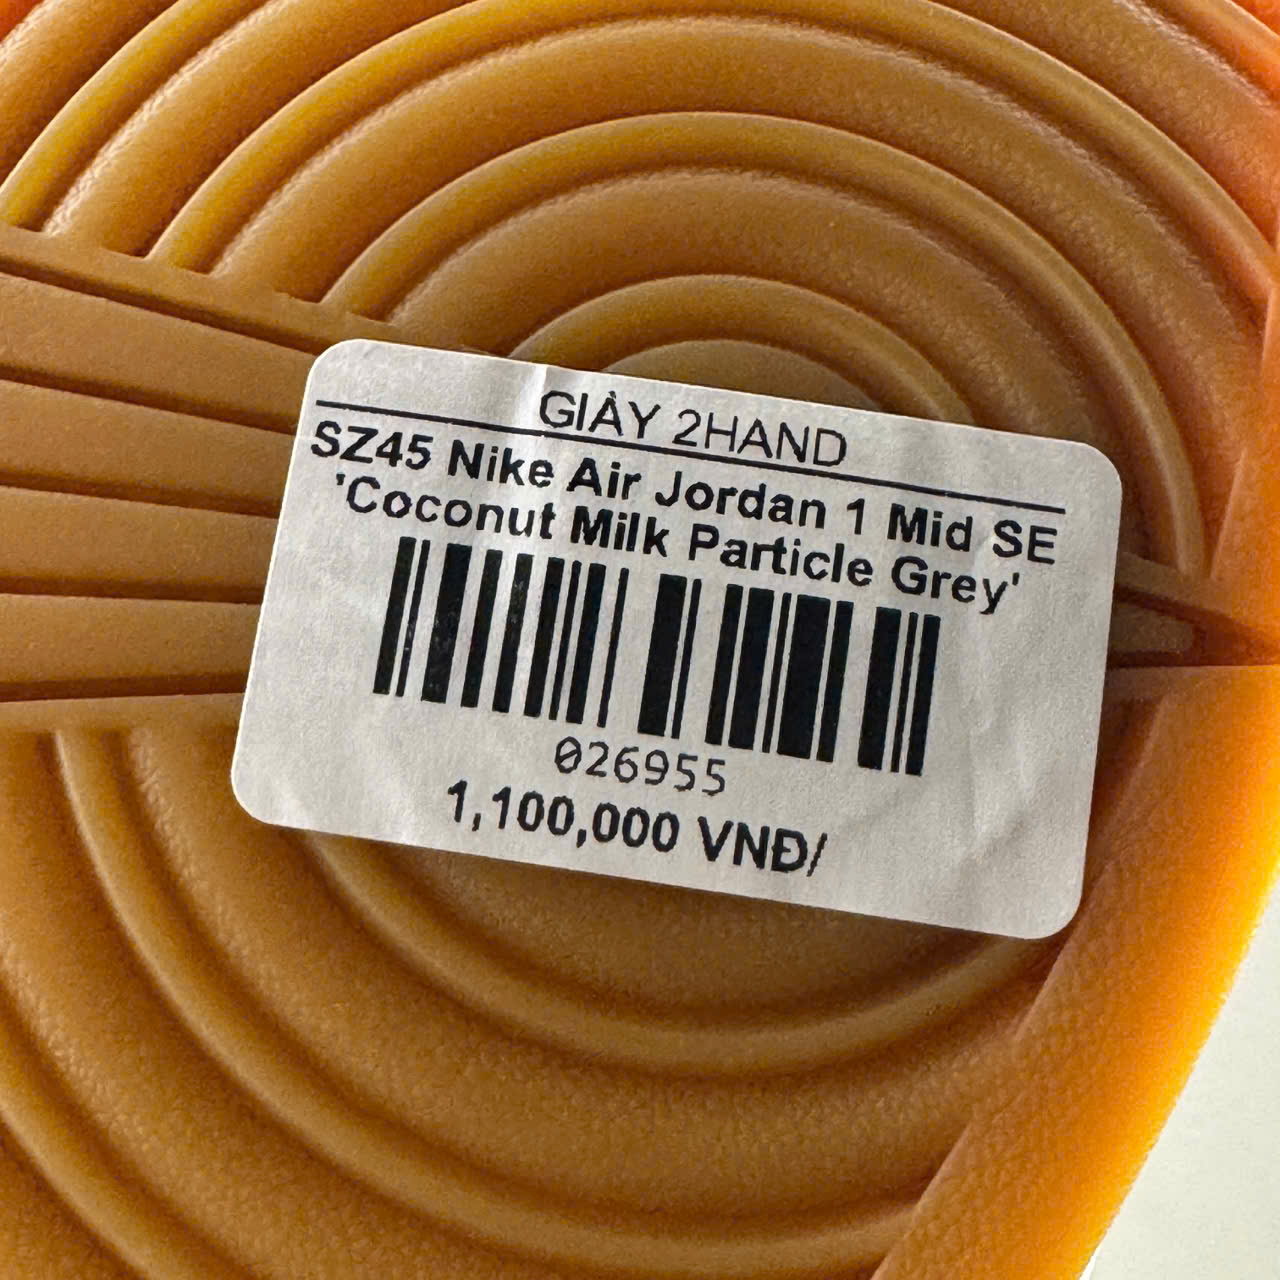 GIÀY 2HAND
SZ45 Nike Air Jordan 1 Mid SE
'Coconut Milk Particle Grey'
026955
1,100,000 VNĐ/